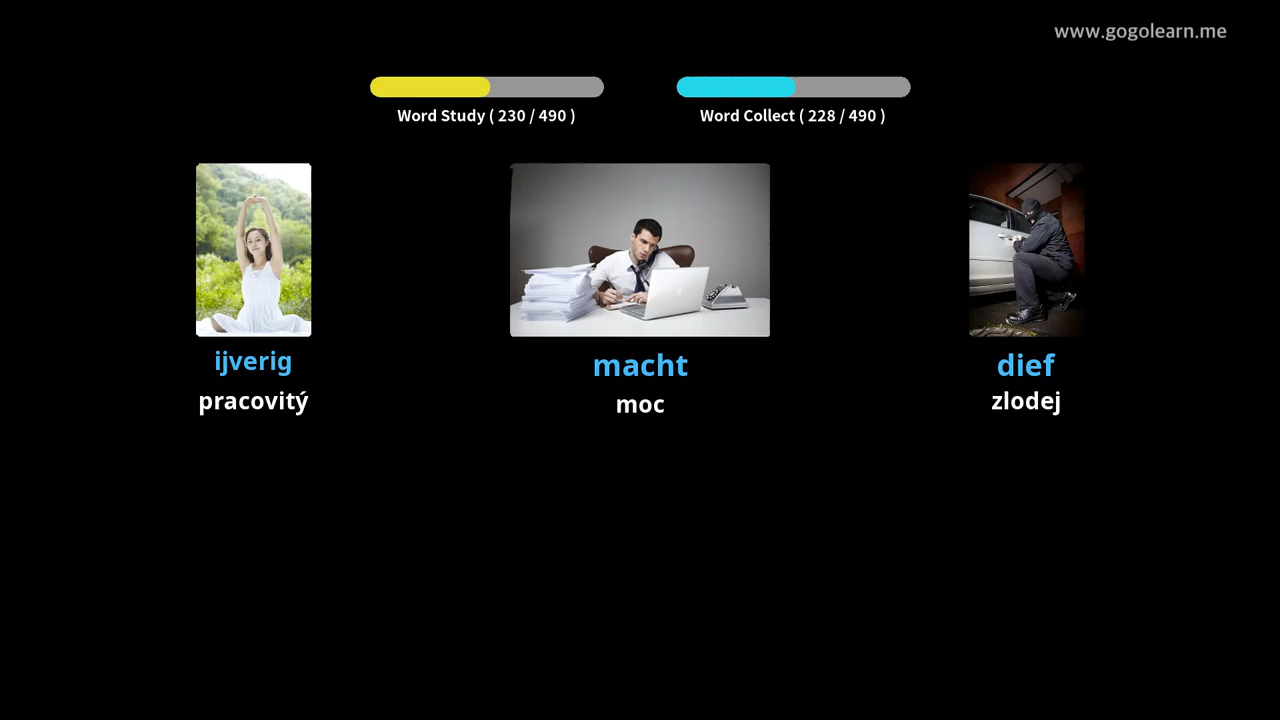 www.gogolearn.me
Word Study ( 230 / 490 )
Word Collect ( 228 / 490 )
ijverig
pracovitý
macht
moc
dief
zlodej